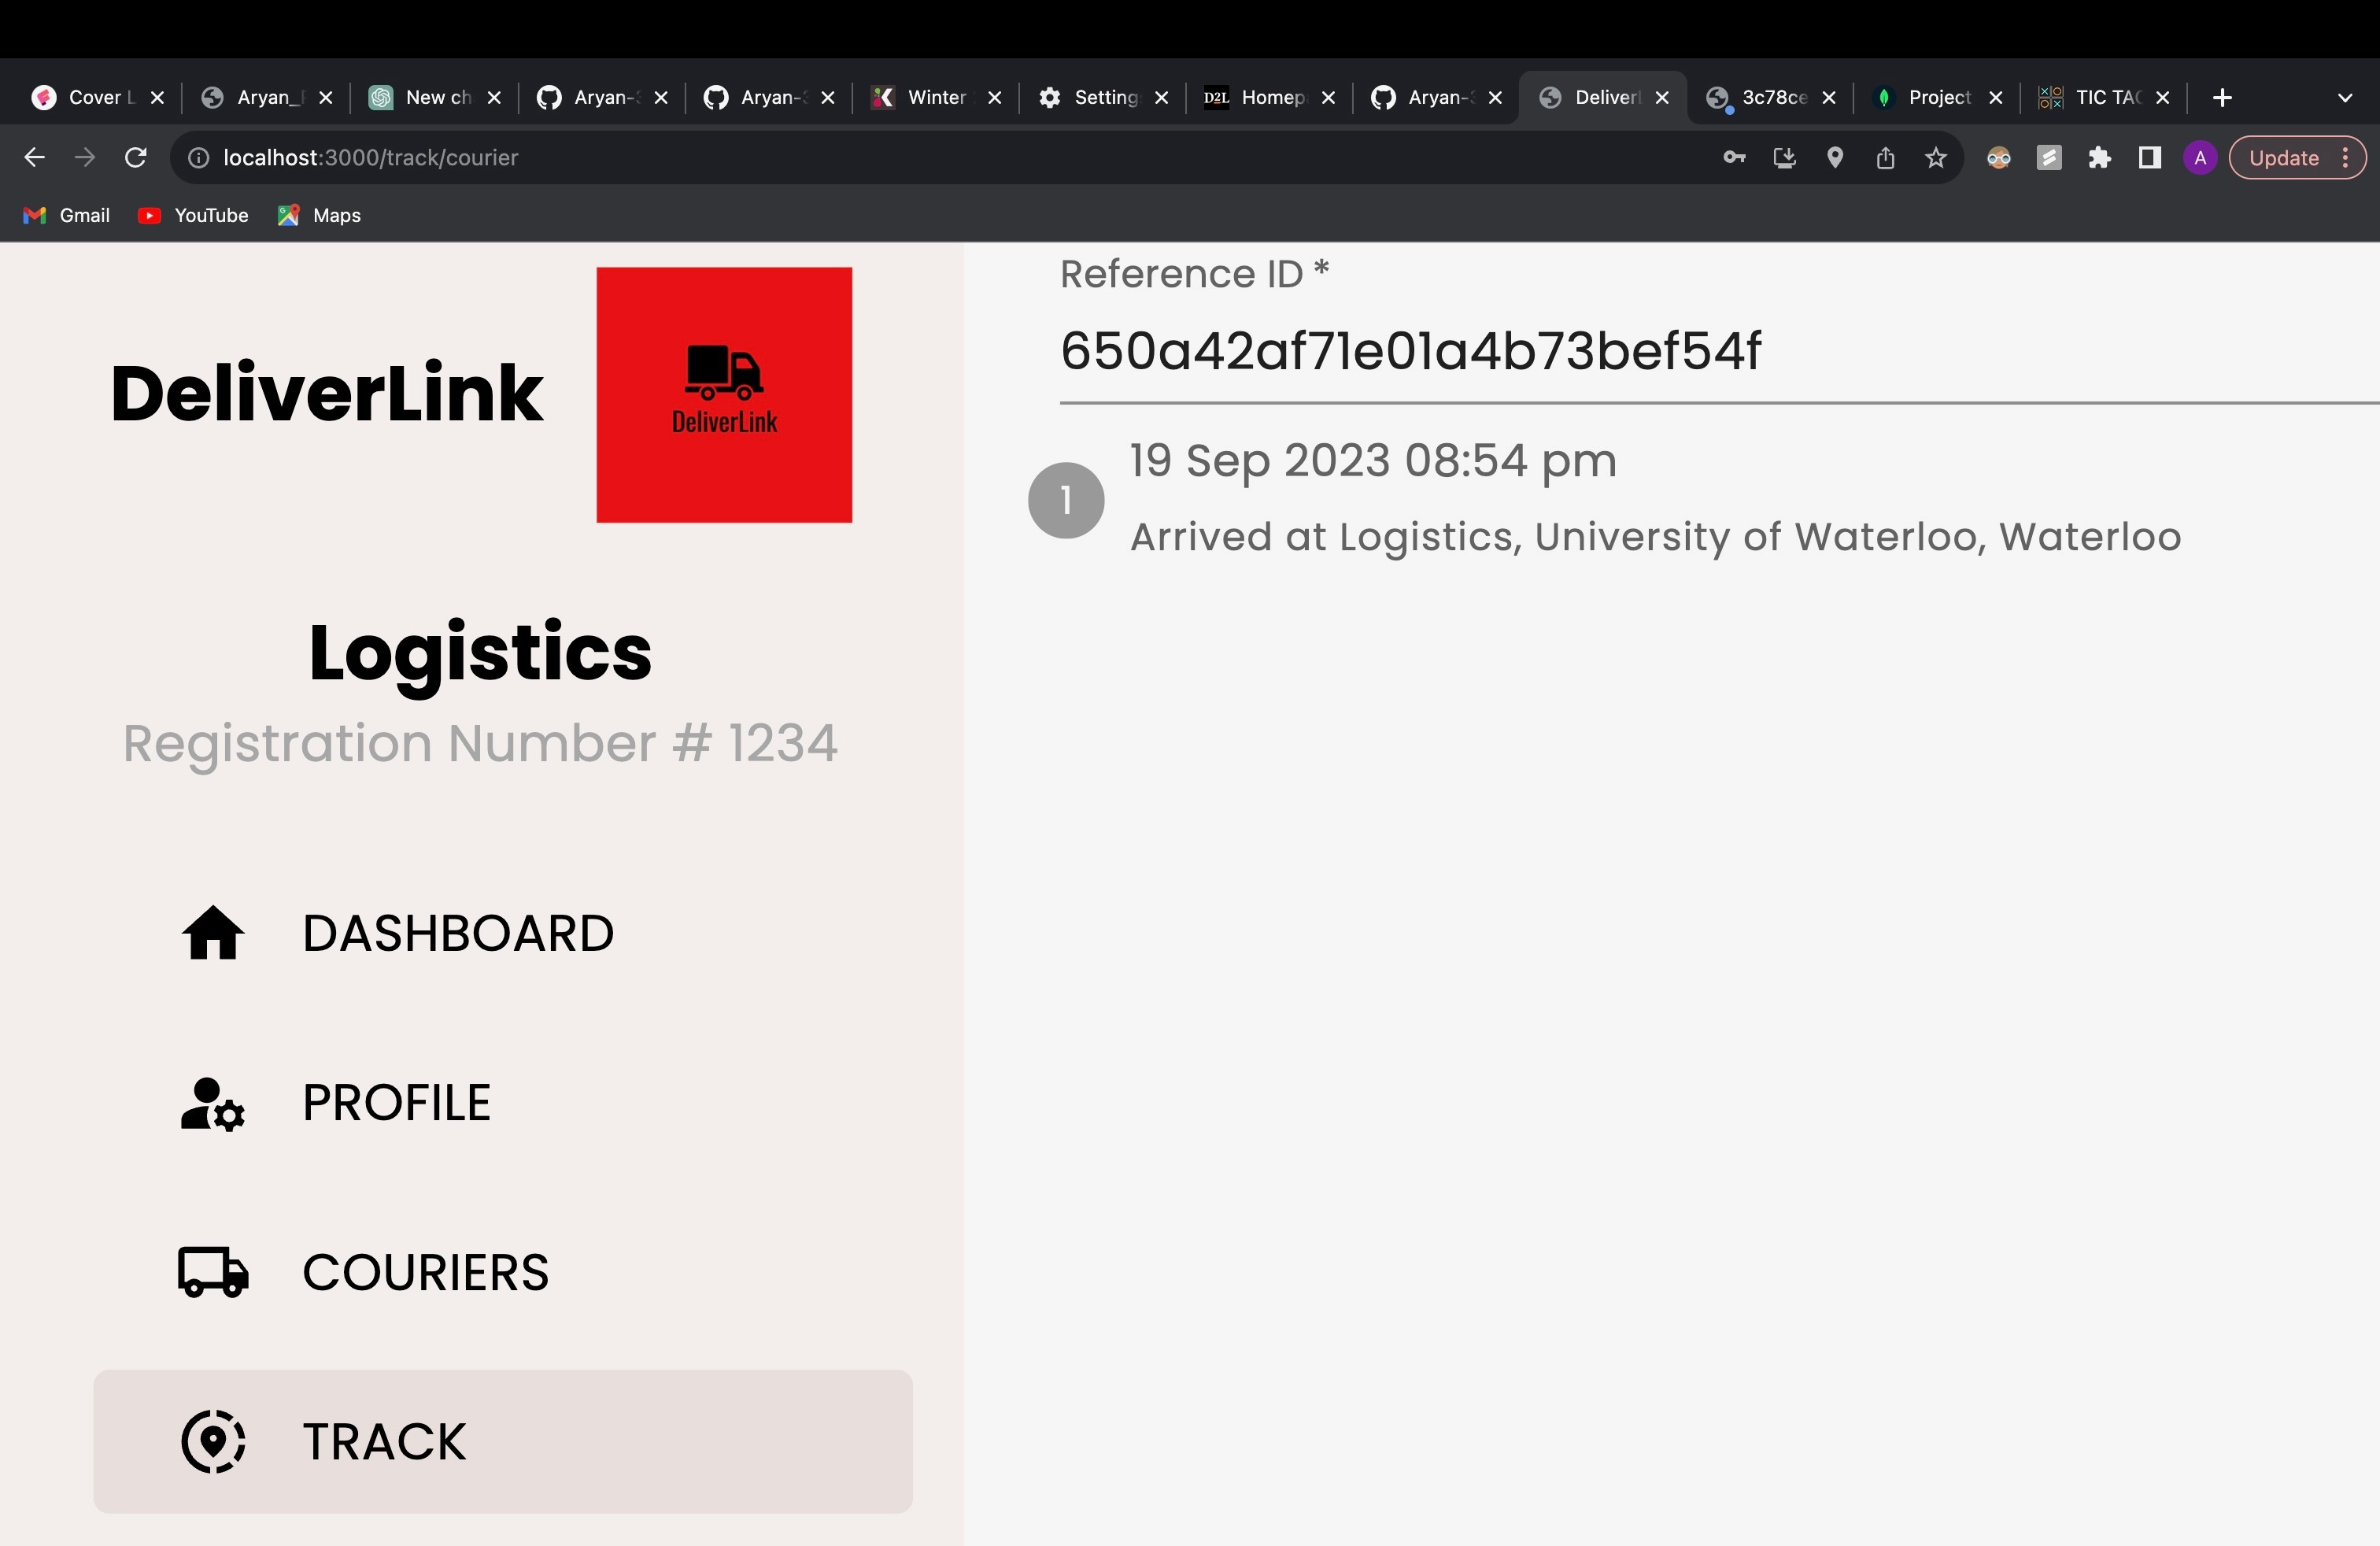 Cover L
Aryan_
New ch
Aryan-
Aryan-
Winter
Setting
D2L Homep
Aryan-
Deliverl
3c78ce
Project
TIC TAC
localhost:3000/track/courier
A
Update
Gmail
YouTube
Maps
DeliverLink
DeliverLink
Logistics
Registration Number # 1234
DASHBOARD
PROFILE
COURIERS
TRACK
Reference ID *
650a42af71e01a4b73bef54f
1
19 Sep 2023 08:54 pm
Arrived at Logistics, University of Waterloo, Waterloo